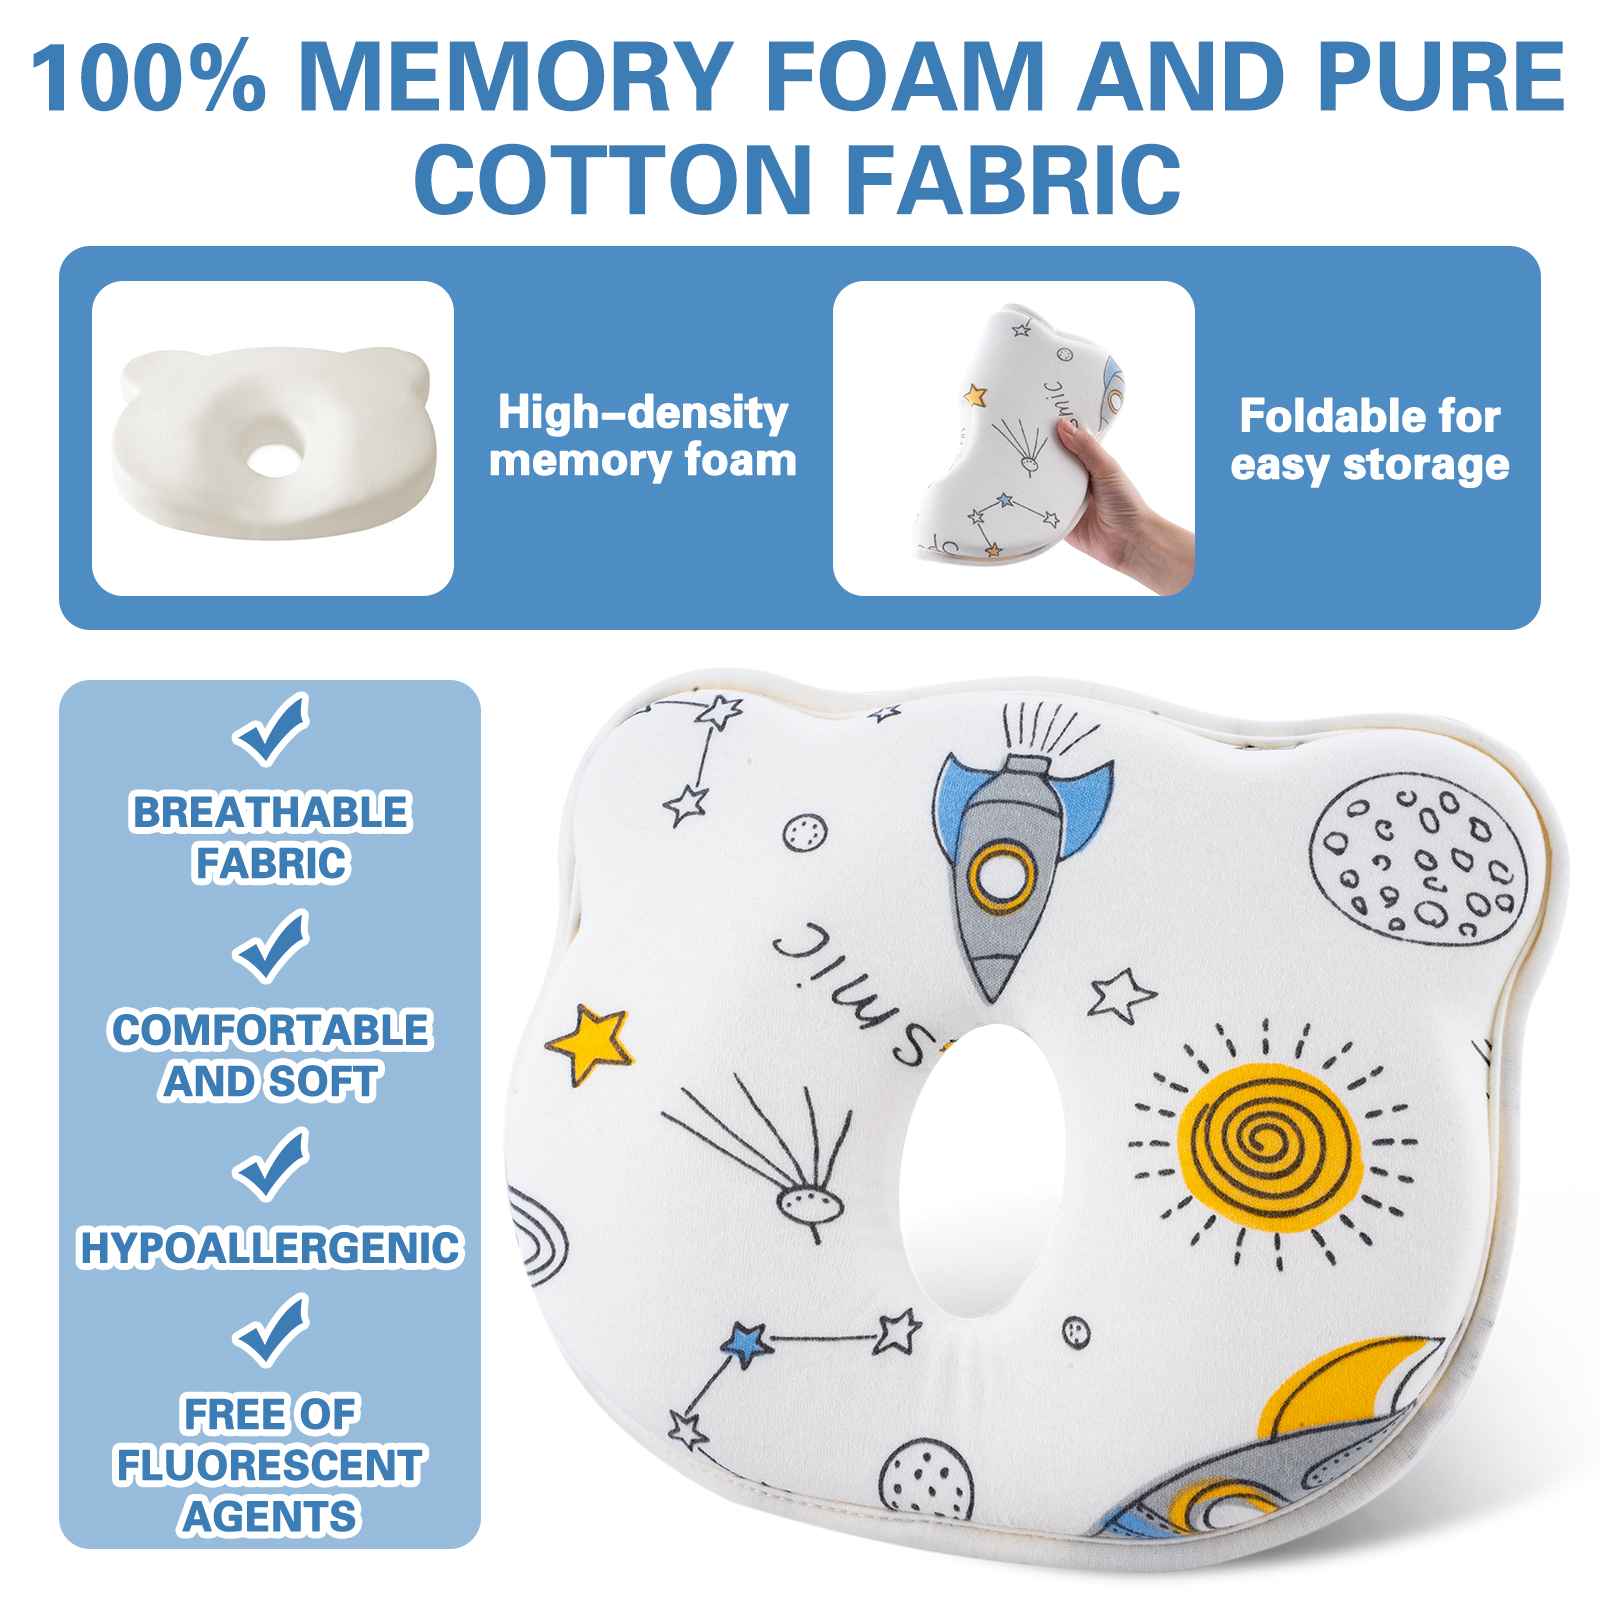 100% MEMORY FOAM AND PURE
COTTON FABRIC
High-density
memory foam
Foldable for
easy storage
BREATHABLE
FABRIC
COMFORTABLE
AND SOFT
HYPOALLERGENIC
FREE OF
FLUORESCENT
AGENTS
smic